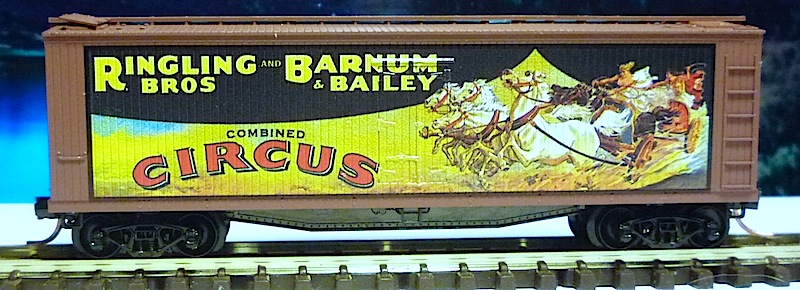 RINGLING AND BARNUM
BROS & BAILEY
COMBINED
CIRCUS